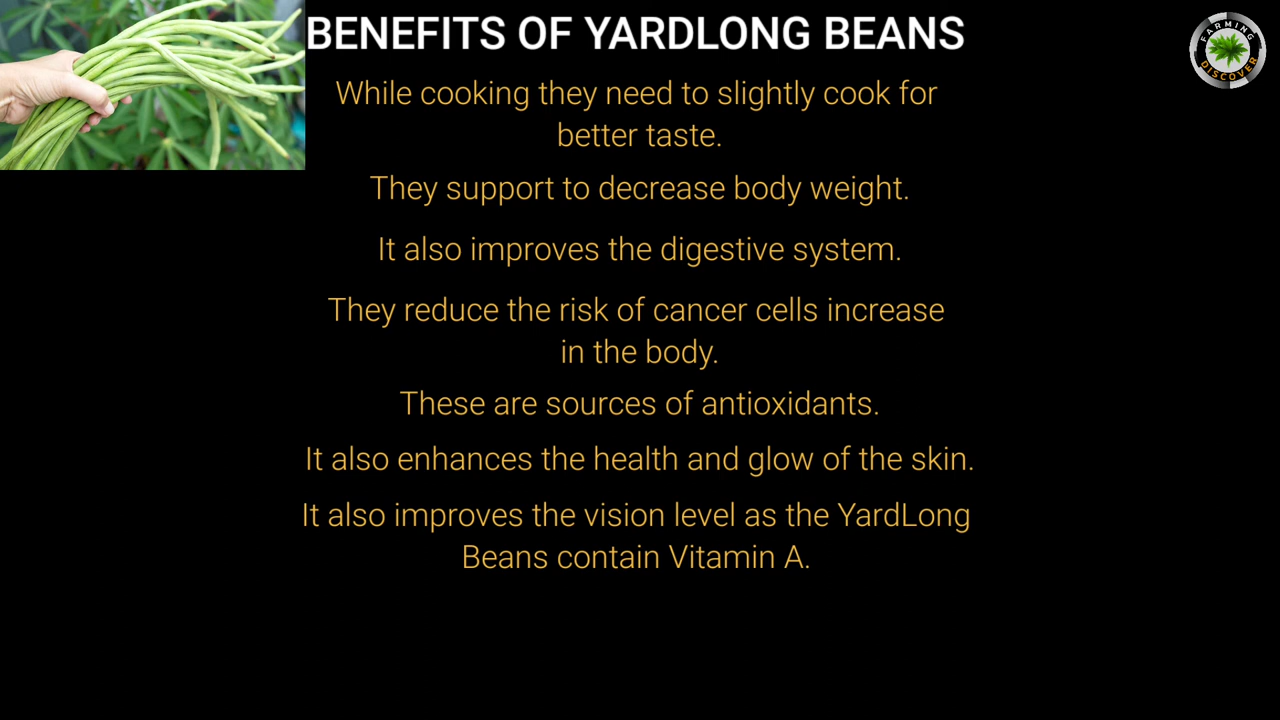 BENEFITS OF YARDLONG BEANS
FARMING
DISCOVER
While cooking they need to slightly cook for
better taste.
They support to decrease body weight.
It also improves the digestive system.
They reduce the risk of cancer cells increase
in the body.
These are sources of antioxidants.
It also enhances the health and glow of the skin.
It also improves the vision level as the YardLong
Beans contain Vitamin A.